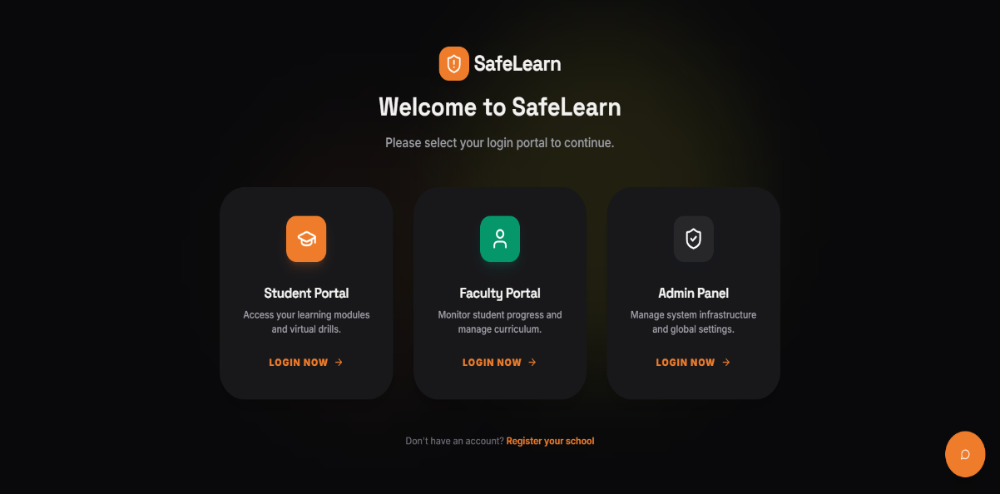 SafeLearn
Welcome to SafeLearn
Please select your login portal to continue.
Student Portal
Access your learning modules
and virtual drills.
LOGIN NOW →
Faculty Portal
Monitor student progress and
manage curriculum.
LOGIN NOW →
Admin Panel
Manage system infrastructure
and global settings.
LOGIN NOW →
Don't have an account? Register your school